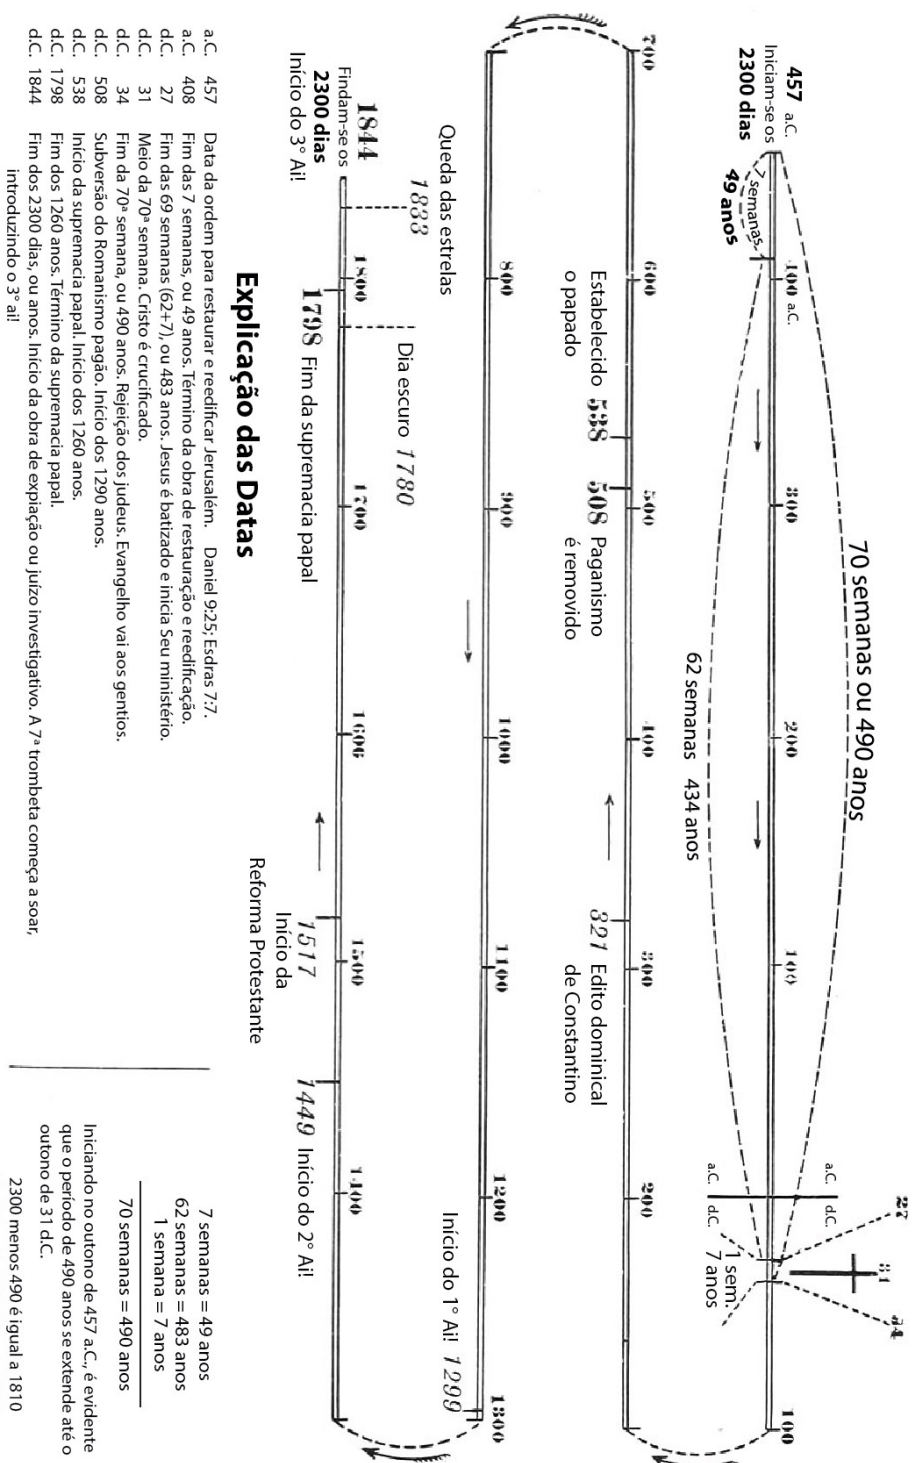 27 31 34
70 semanas ou 490 anos
a.C. d.C.
457 a.C.
Iniciam-se os
2300 dias
400 a.C. 300 200 100 100
7 semanas
49 anos
62 semanas 434 anos
a.C. d.C.
1 sem.
7 anos
700 600 500 400 300 200
Estabelecido 538
o papado
508 Paganismo
é removido
321 Edito dominical
de Constantino
800 900 1000 1100 1200 1300
Queda das estrelas
1833
Dia escuro 1780
Início do 1° Ai! 1299
1844
Findam-se os
2300 dias
Início do 3° Ai!
1800 1700 1600 1500 1400
1798 Fim da supremacia papal
1517
Início da
Reforma Protestante
1449 Início do 2° Ai!
Explicação das Datas
a.C. 457 Data da ordem para restaurar e reedificar Jerusalém. Daniel 9:25; Esdras 7:7.
a.C. 408 Fim das 7 semanas, ou 49 anos. Término da obra de restauração e reedificação.
d.C. 27 Fim das 69 semanas (62+7), ou 483 anos. Jesus é batizado e inicia Seu ministério.
d.C. 31 Meio da 70ª semana. Cristo é crucificado.
d.C. 34 Fim da 70ª semana, ou 490 anos. Rejeição dos judeus. Evangelho vai aos gentios.
d.C. 508 Subversão do Romanismo pagão. Início dos 1290 anos.
d.C. 538 Início da supremacia papal. Início dos 1260 anos.
d.C. 1798 Fim dos 1260 anos. Término da supremacia papal.
d.C. 1844 Fim dos 2300 dias, ou anos. Início da obra de expiação ou juízo investigativo. A 7ª trombeta começa a soar,
introduzindo o 3° ai!
7 semanas = 49 anos
62 semanas = 483 anos
1 semana = 7 anos
70 semanas = 490 anos
Iniciando no outono de 457 a.C., é evidente
que o período de 490 anos se extende até o
outono de 31 d.C.
2300 menos 490 é igual a 1810